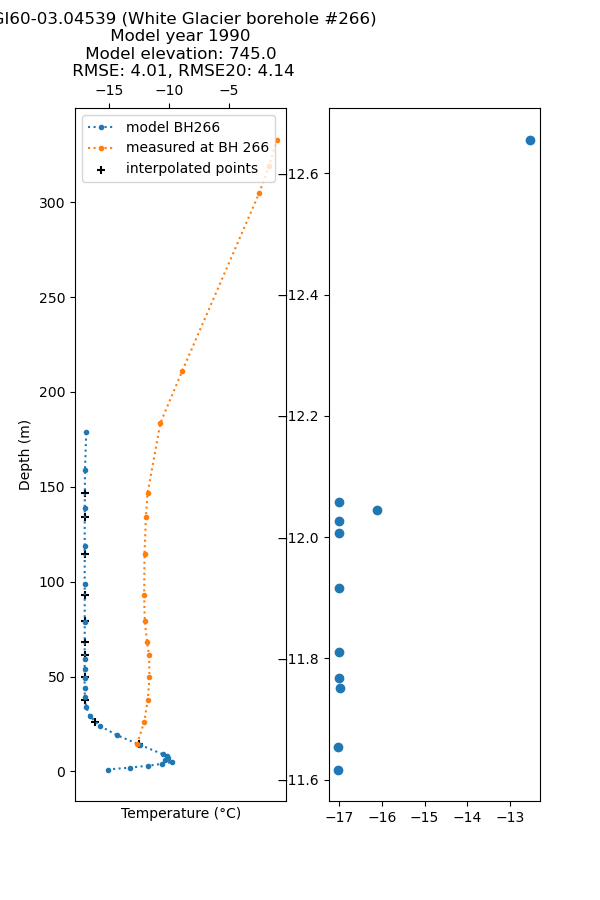 GI60-03.04539 (White Glacier borehole #266)
Model year 1990
Model elevation: 745.0
RMSE: 4.01, RMSE20: 4.14
−15 −10 −5
model BH266
measured at BH 266
interpolated points
300
250
200
150
100
50
0
Depth (m)
Temperature (°C)
−12.6
−12.4
−12.2
−12.0
−11.8
−11.6
−17 −16 −15 −14 −13